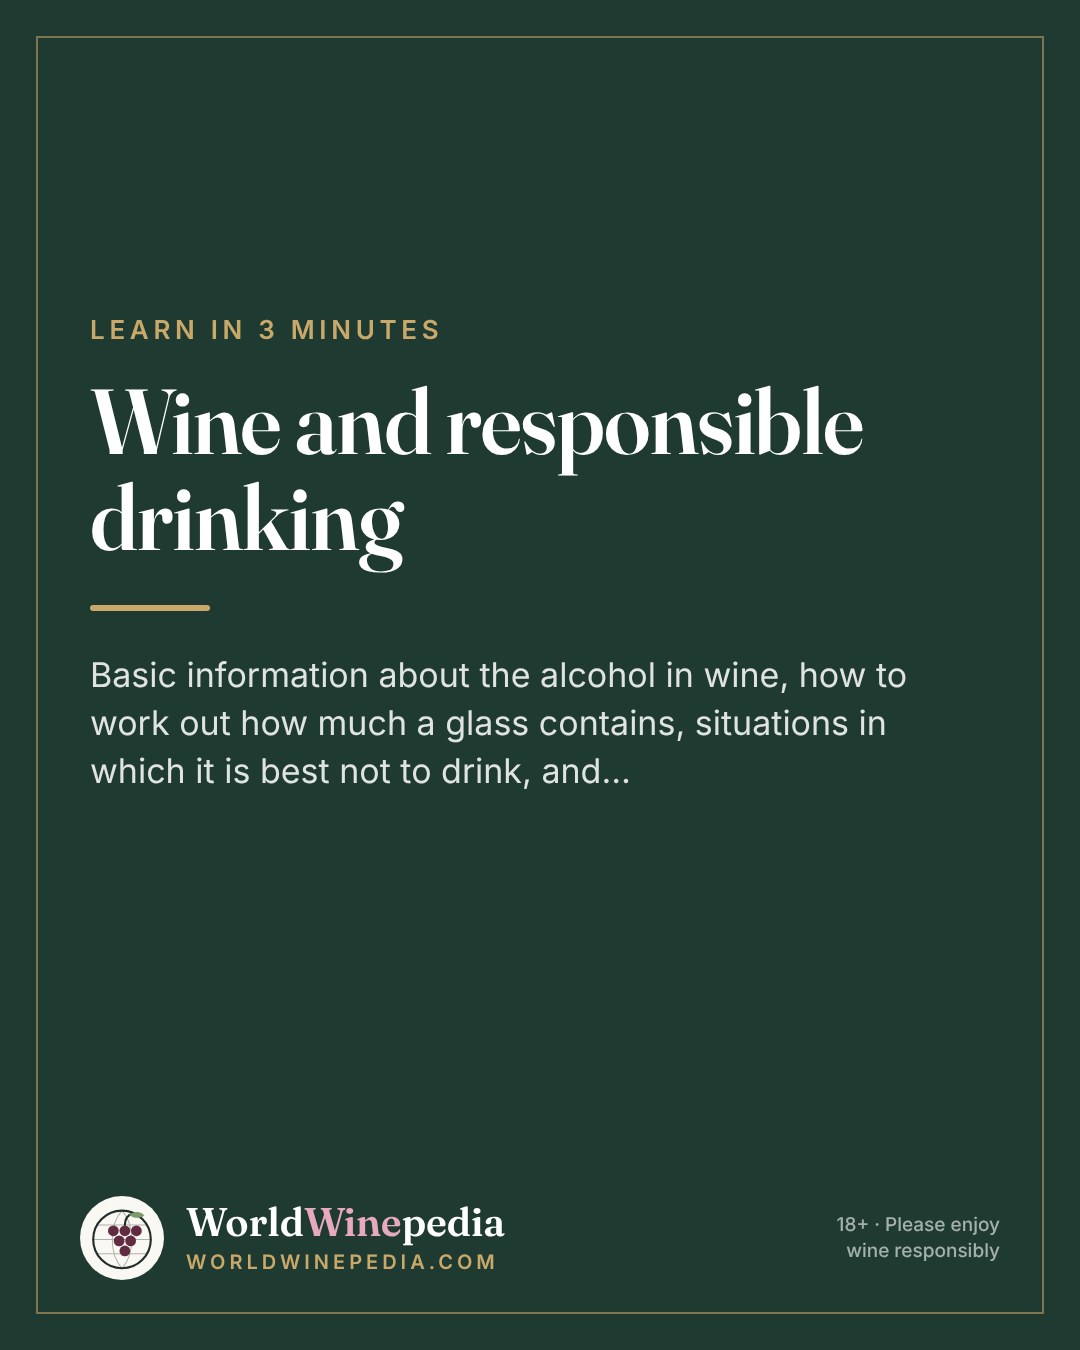 LEARN IN 3 MINUTES
Wine and responsible
drinking
Basic information about the alcohol in wine, how to
work out how much a glass contains, situations in
which it is best not to drink, and...
WorldWinepedia
WORLDWINEPEDIA.COM
18+ · Please enjoy
wine responsibly